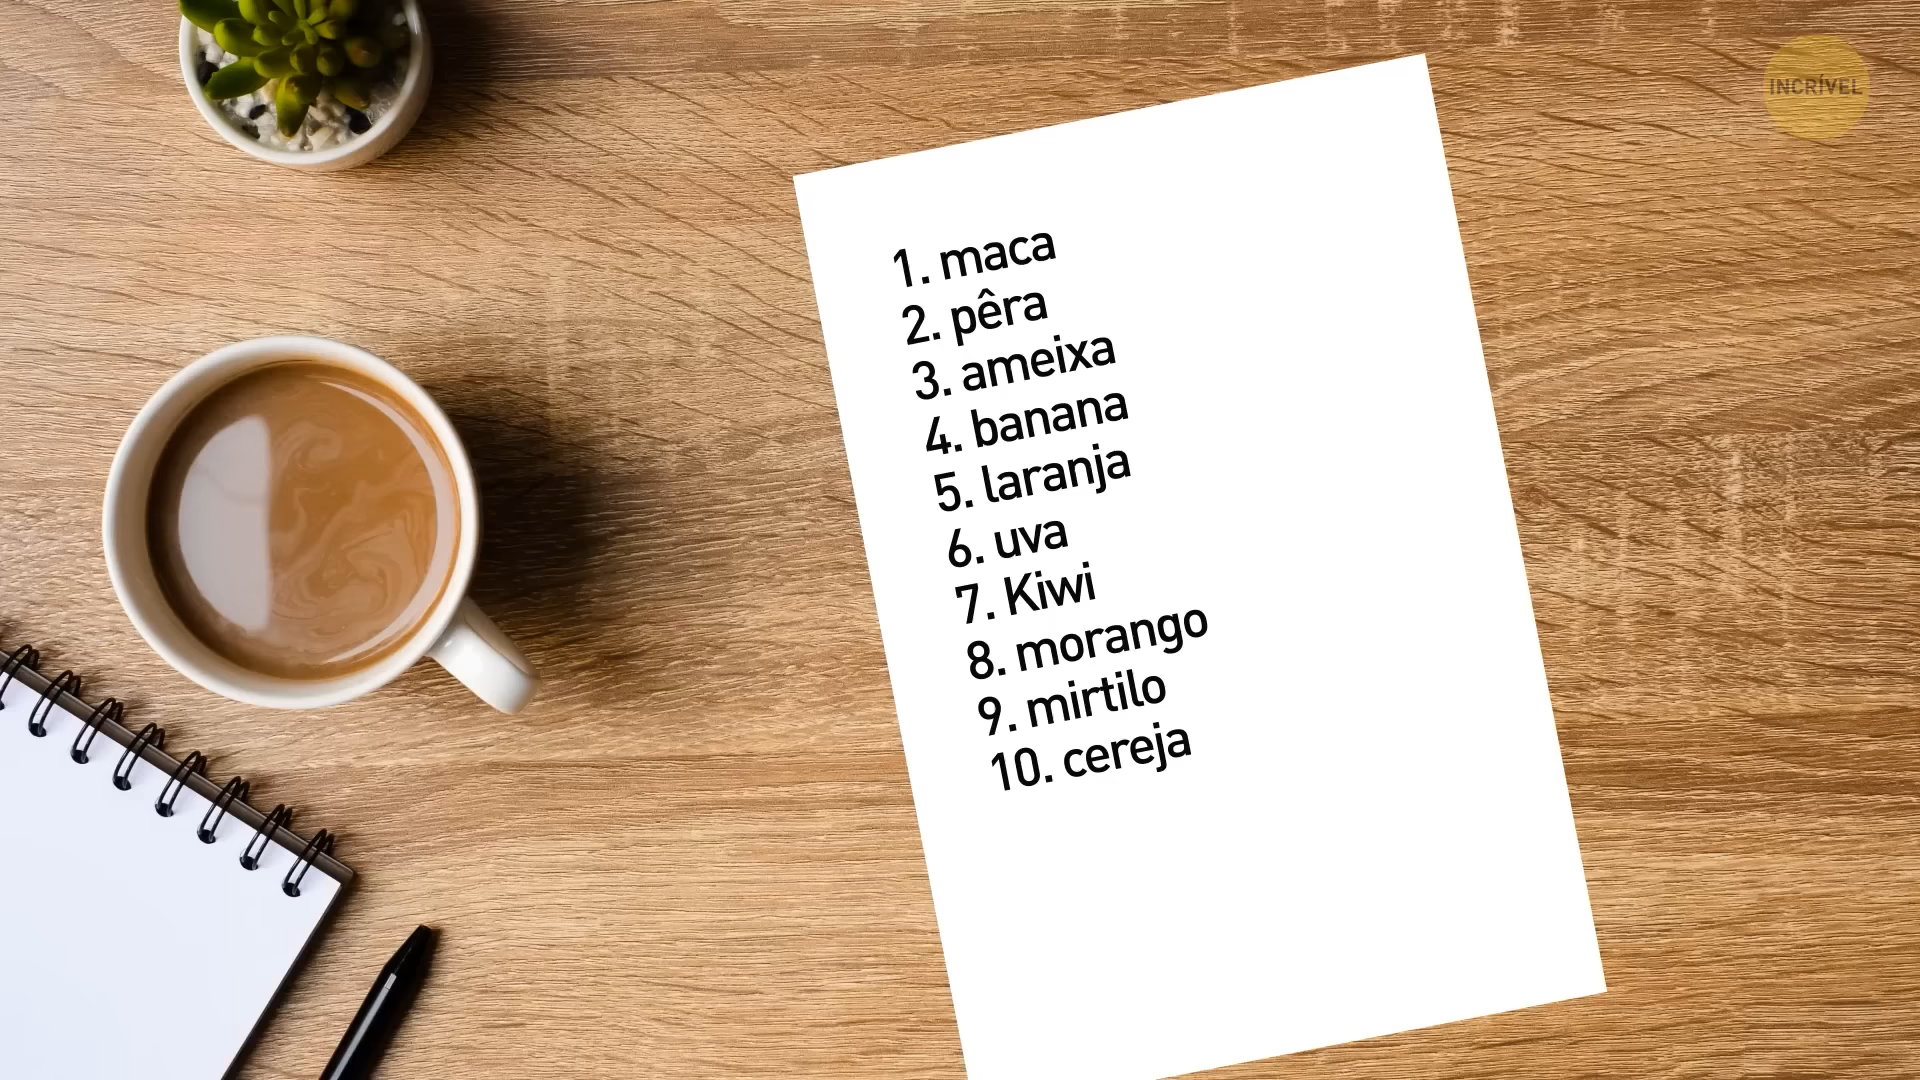 INCRÍVEL
1. maca
2. pêra
3. ameixa
4. banana
5. laranja
6. uva
7. Kiwi
8. morango
9. mirtilo
10. cereja